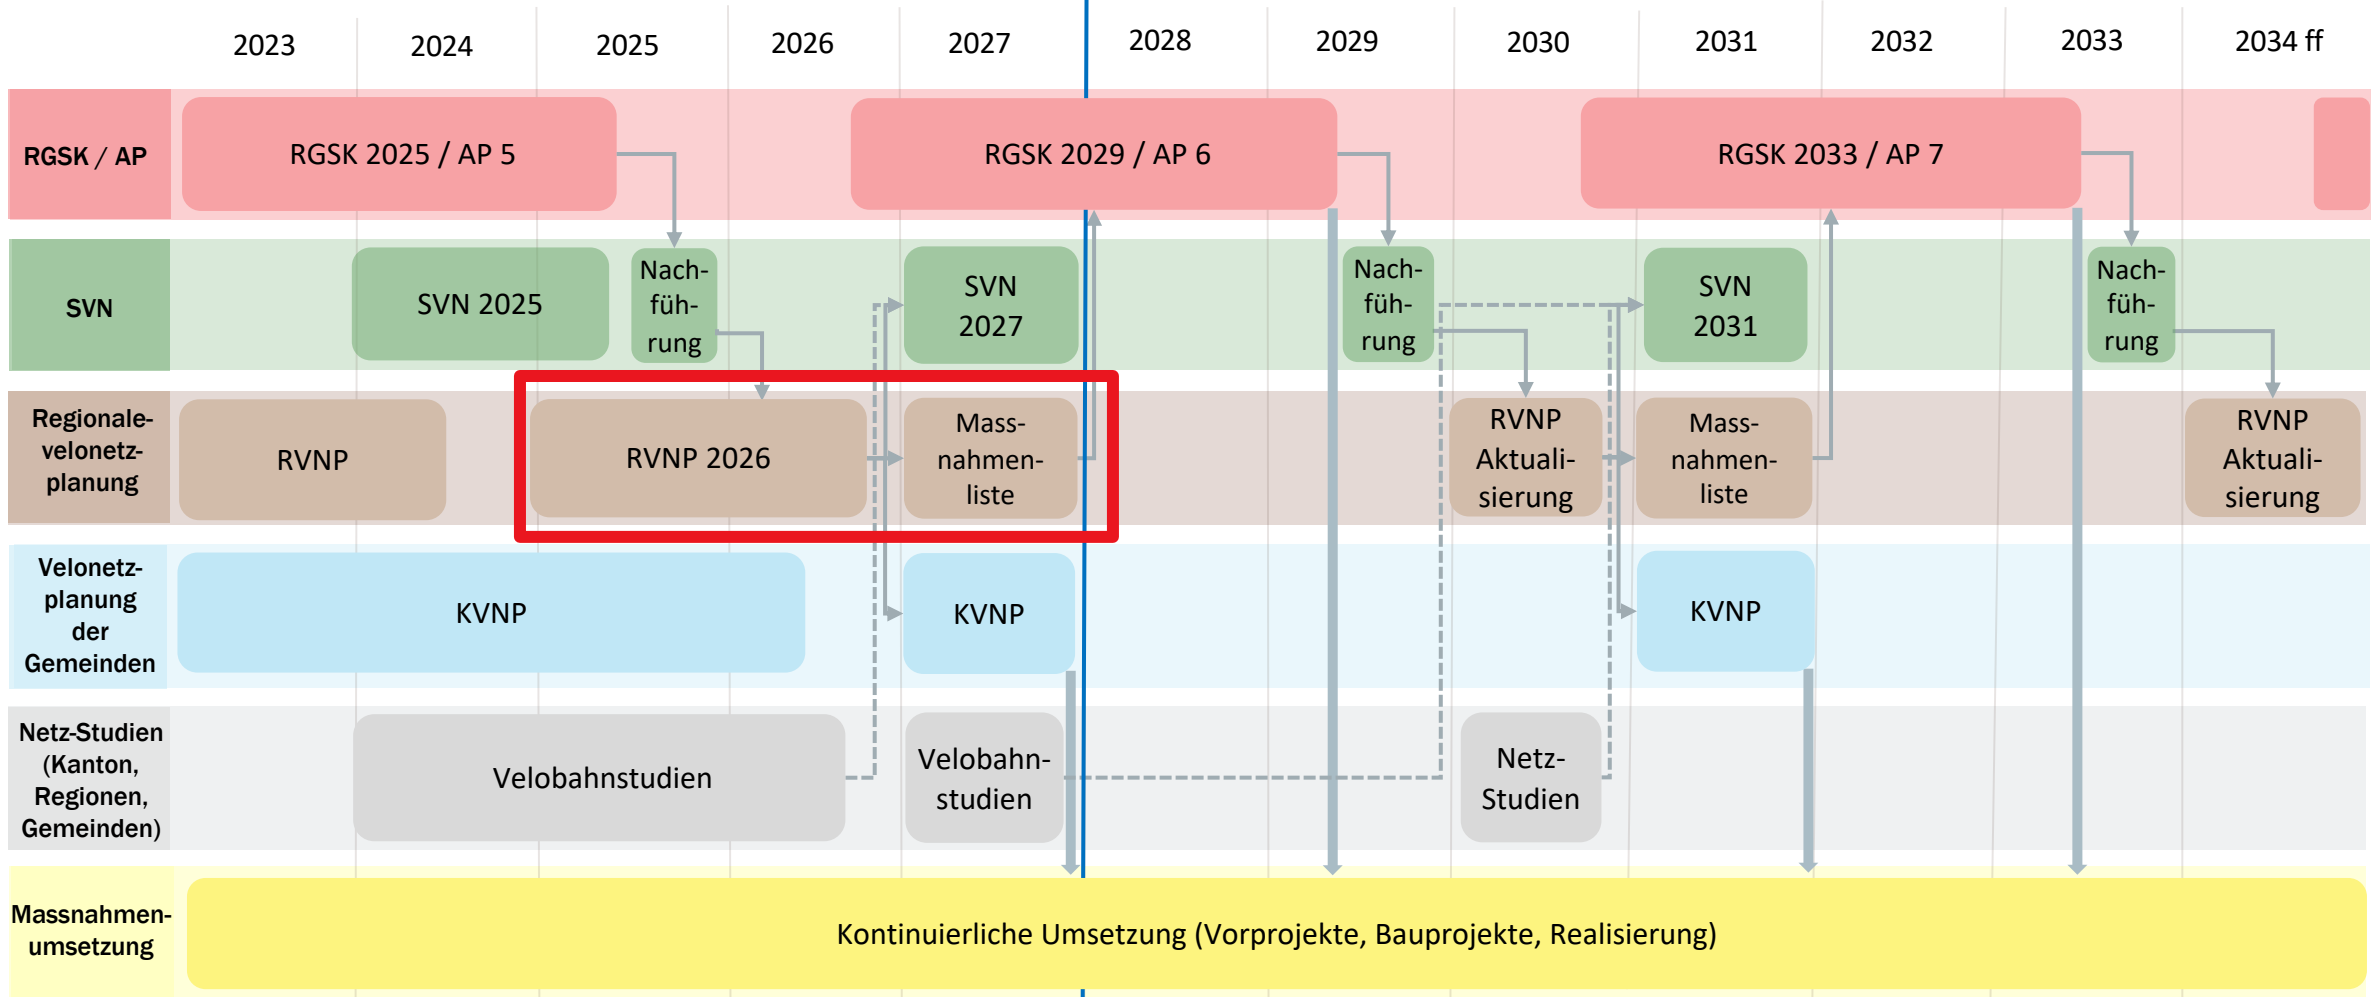 2023 2024 2025 2026 2027 2028 2029 2030 2031 2032 2033 2034 ff
RGSK / AP
RGSK 2025 / AP 5
RGSK 2029 / AP 6
RGSK 2033 / AP 7
SVN
SVN 2025
Nach-
füh-
rung
SVN
2027
Nach-
füh-
rung
SVN
2031
Nach-
füh-
rung
Regionale-
velonetz-
planung
RVNP
RVNP 2026
Mass-
nahmen-
liste
RVNP
Aktuali-
sierung
Mass-
nahmen-
liste
RVNP
Aktuali-
sierung
Velonetz-
planung
der
Gemeinden
KVNP
KVNP
KVNP
Netz-Studien
(Kanton,
Regionen,
Gemeinden)
Velobahnstudien
Velobahn-
studien
Netz-
Studien
Massnahmen-
umsetzung
Kontinuierliche Umsetzung (Vorprojekte, Bauprojekte, Realisierung)